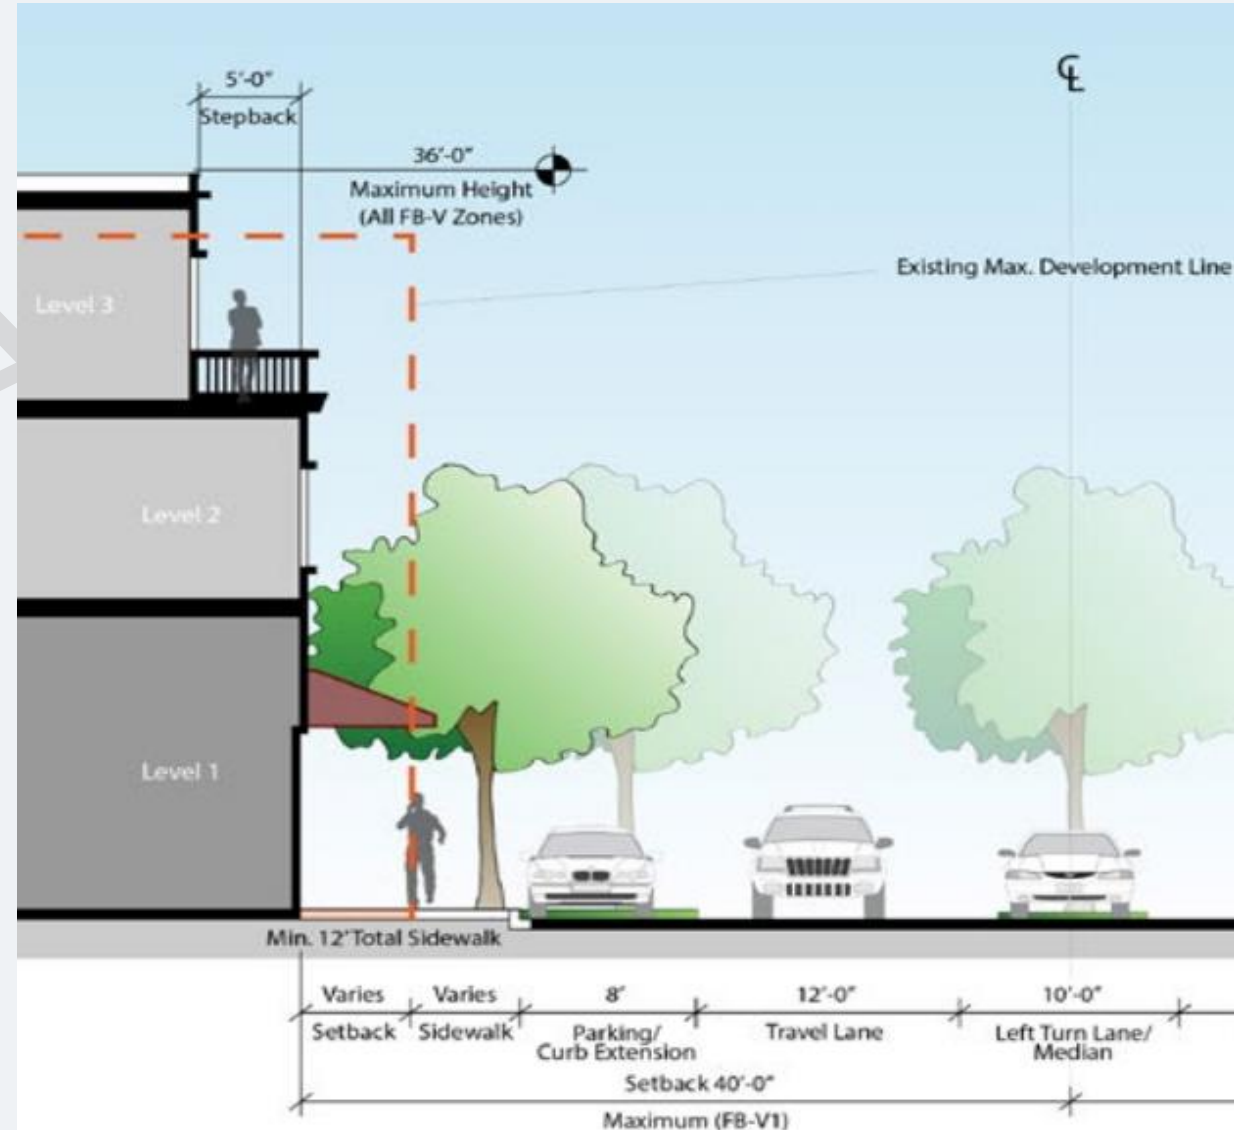 ℄
5'-0"
Stepback
36'-0"
Maximum Height
(All FB-V Zones)
Existing Max. Development Line
Level 3
Level 2
Level 1
Min. 12' Total Sidewalk
Varies Varies 8' 12'-0" 10'-0"
Setback Sidewalk Parking/ Travel Lane Left Turn Lane/
Curb Extension Median
Setback 40'-0"
Maximum (FB-V1)